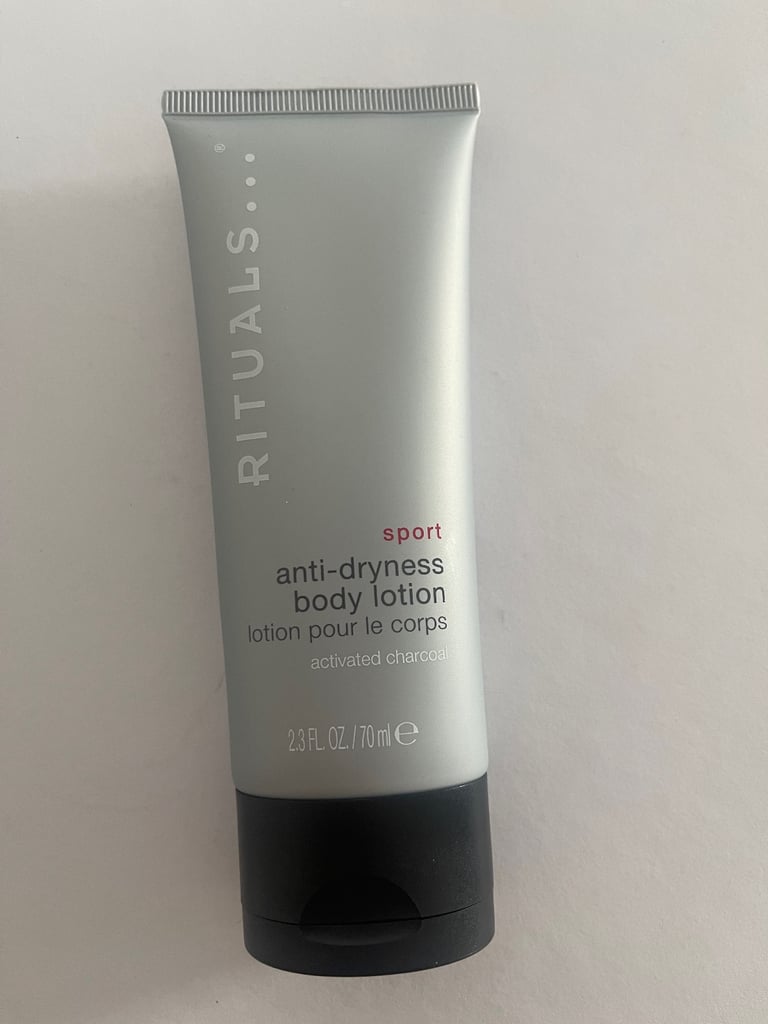 RITUALS...®
sport
anti-dryness
body lotion
lotion pour le corps
activated charcoal
2.3 FL. OZ. / 70 ml ℮